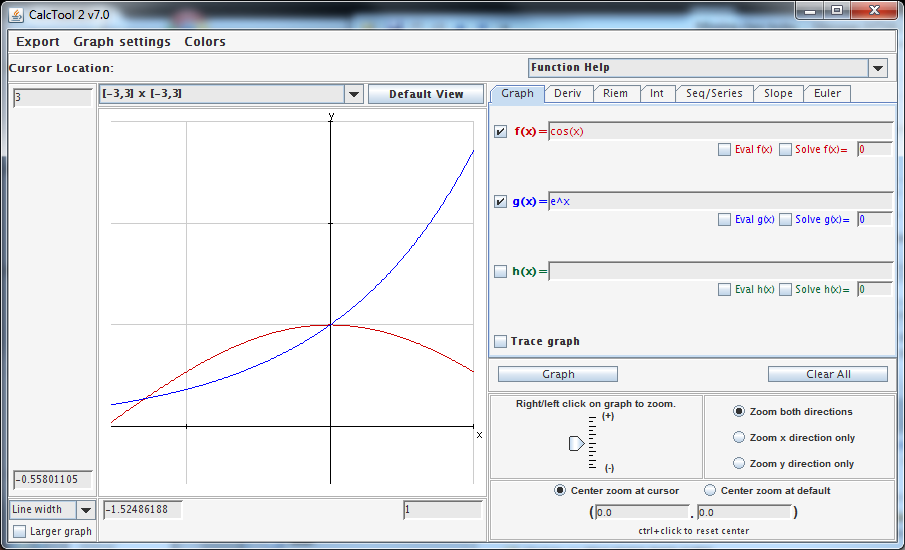 CalcTool 2 v7.0
Export Graph settings Colors
Cursor Location:
Function Help
3
[-3,3] x [-3,3]
Default View
Graph Deriv Riem Int Seq/Series Slope Euler
y
f(x)= cos(x)
Eval f(x) Solve f(x)= 0
g(x)= e^x
Eval g(x) Solve g(x)= 0
h(x)=
Eval h(x) Solve h(x)= 0
Trace graph
Graph Clear All
x
Right/left click on graph to zoom.
(+)
(-)
Zoom both directions
Zoom x direction only
Zoom y direction only
-0.55801105
Line width
-1.52486188
1
Larger graph
Center zoom at cursor Center zoom at default
( 0.0 , 0.0 )
ctrl+click to reset center